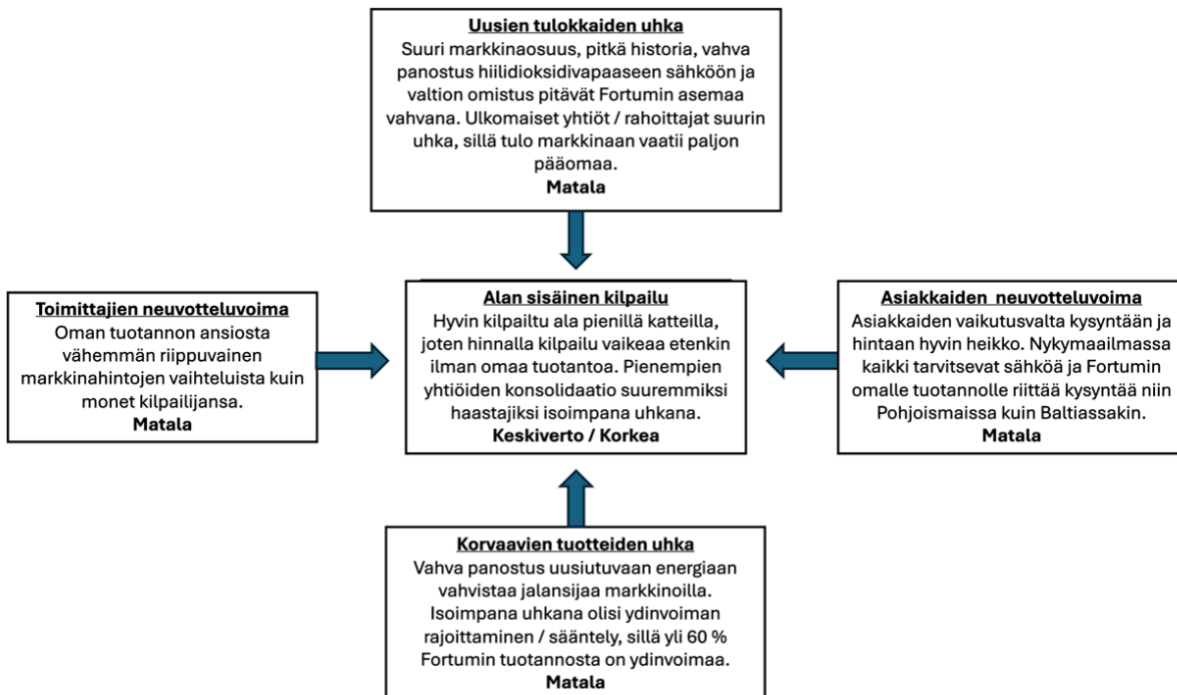 Uusien tulokkaiden uhka
Suuri markkinaosuus, pitkä historia, vahva
panostus hiilidioksidivapaaseen sähköön ja
valtion omistus pitävät Fortumin asemaa
vahvana. Ulkomaiset yhtiöt / rahoittajat suurin
uhka, sillä tulo markkinaan vaatii paljon
pääomaa.
Matala
Toimittajien neuvotteluvoima
Oman tuotannon ansiosta
vähemmän riippuvainen
markkinahintojen vaihteluista kuin
monet kilpailijansa.
Matala
Alan sisäinen kilpailu
Hyvin kilpailtu ala pienillä katteilla,
joten hinnalla kilpailu vaikeaa etenkin
ilman omaa tuotantoa. Pienempien
yhtiöiden konsolidaatio suuremmiksi
haastajiksi isoimpana uhkana.
Keskiverto / Korkea
Asiakkaiden neuvotteluvoima
Asiakkaiden vaikutusvalta kysyntään ja
hintaan hyvin heikko. Nykymaailmassa
kaikki tarvitsevat sähköä ja Fortumin
omalle tuotannolle riittää kysyntää niin
Pohjoismaissa kuin Baltiassakin.
Matala
Korvaavien tuotteiden uhka
Vahva panostus uusiutuvaan energiaan
vahvistaa jalansijaa markkinoilla.
Isoimpana uhkana olisi ydinvoiman
rajoittaminen / sääntely, sillä yli 60 %
Fortumin tuotannosta on ydinvoimaa.
Matala